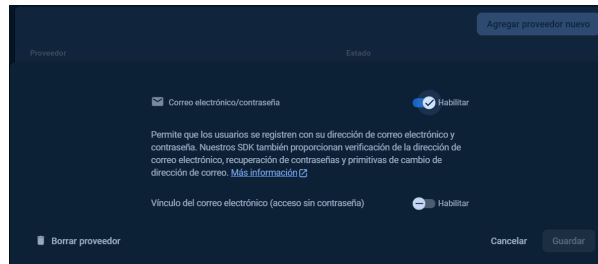 Agregar proveedor nuevo
Proveedor Estado
Correo electrónico/contraseña Habilitar
Permite que los usuarios se registren con su dirección de correo electrónico y
contraseña. Nuestros SDK también proporcionan verificación de la dirección de
correo electrónico, recuperación de contraseñas y primitivas de cambio de
dirección de correo. Más información
Vínculo del correo electrónico (acceso sin contraseña) Habilitar
Borrar proveedor Cancelar Guardar